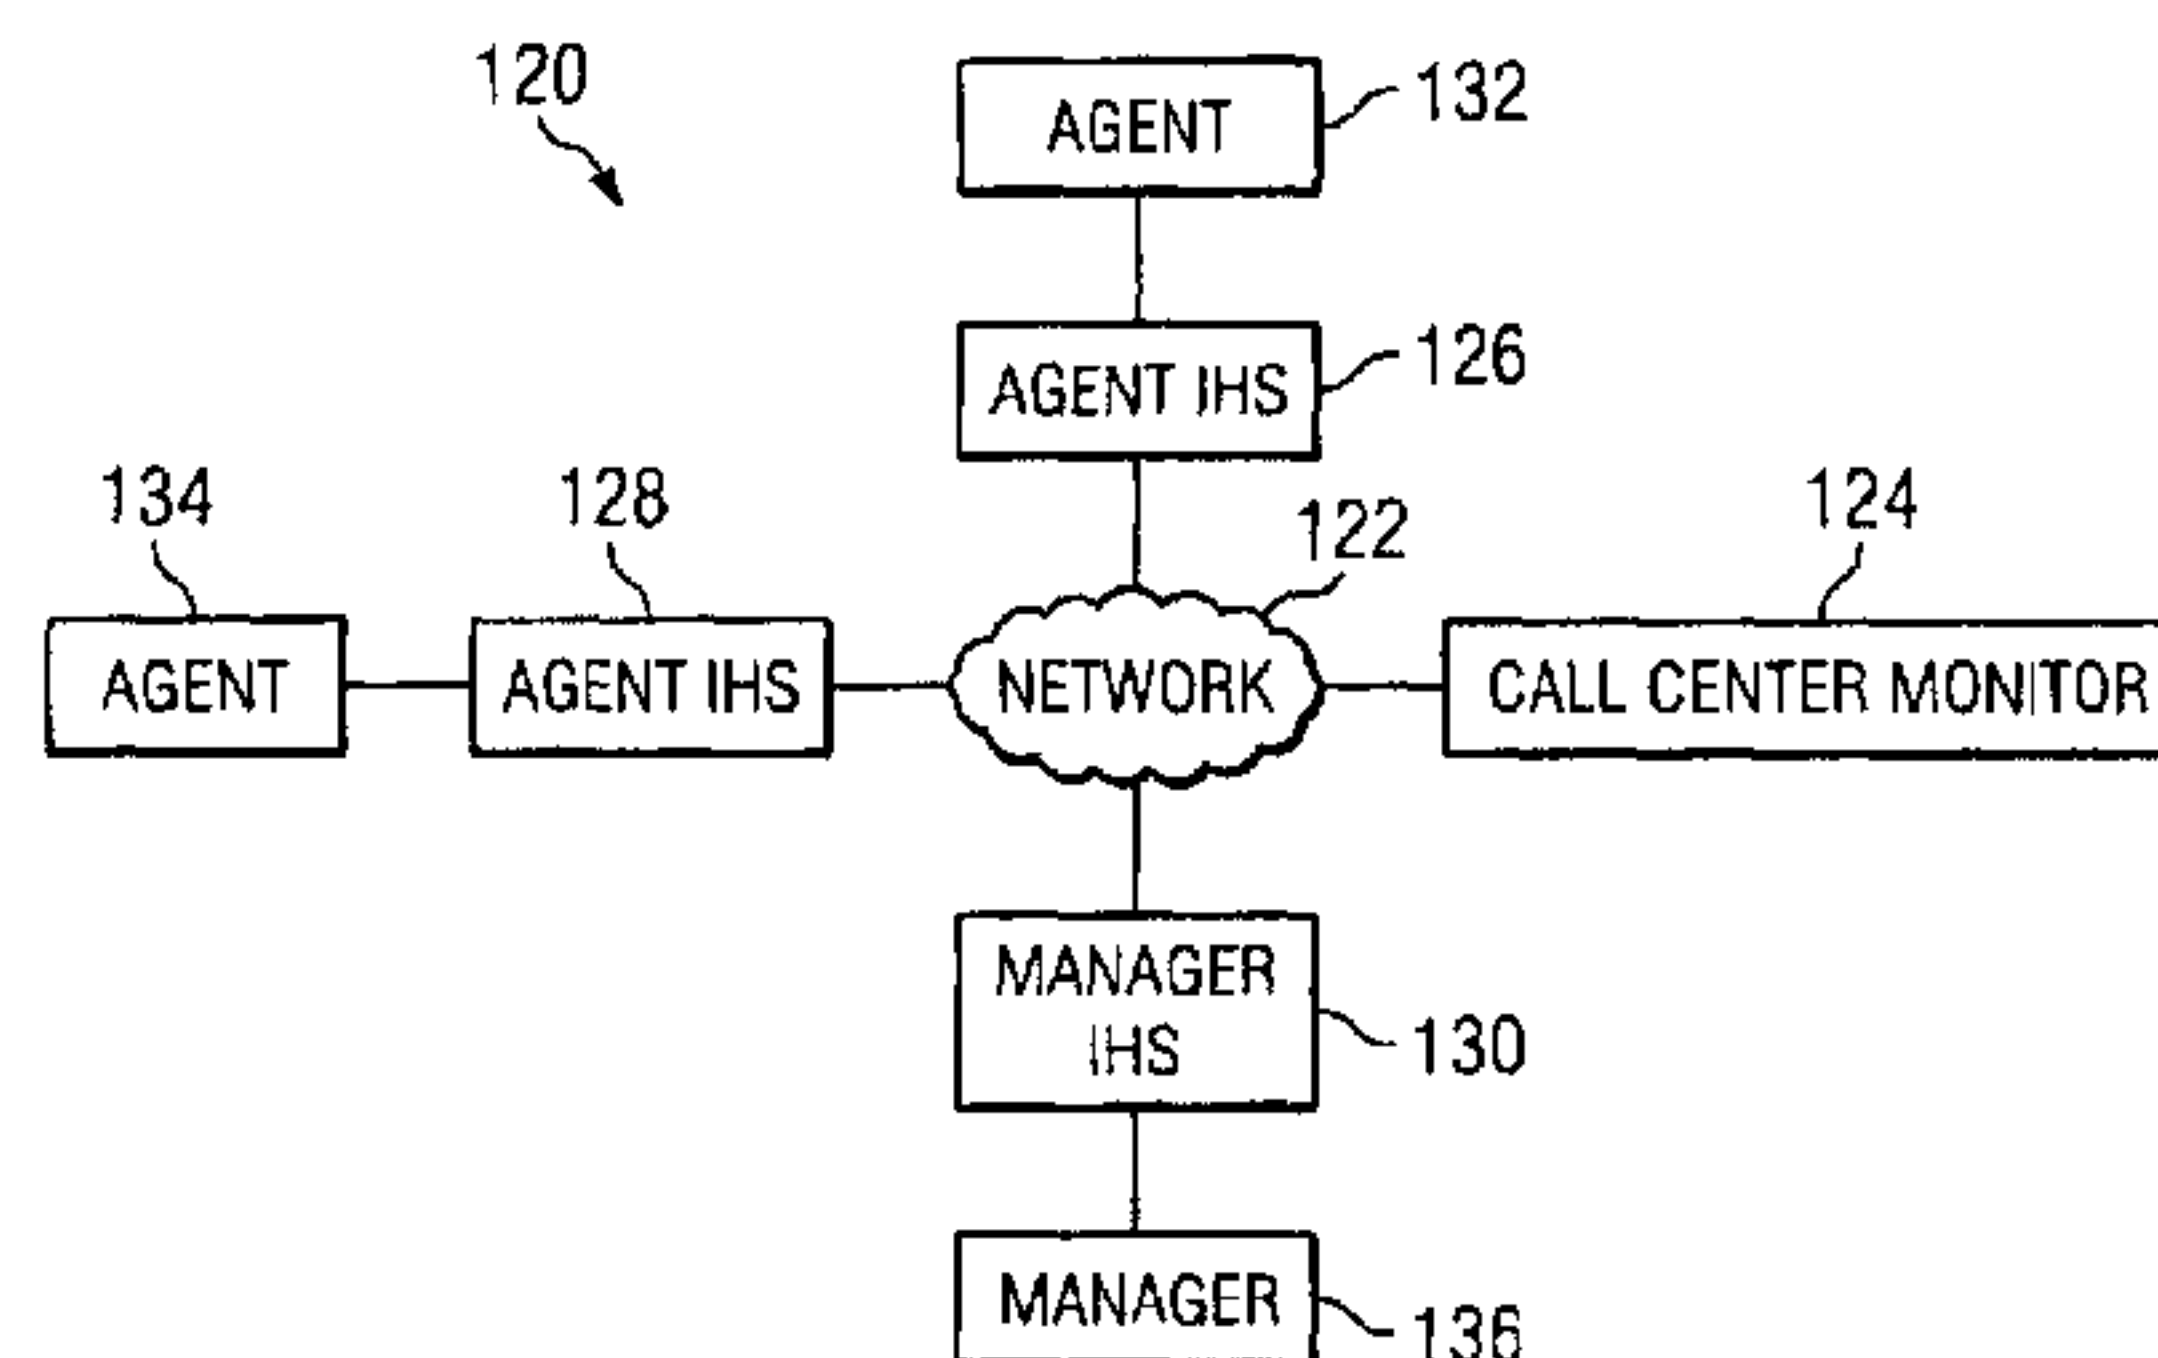 120
AGENT
132
AGENT IHS
126
134
128
122
124
AGENT
AGENT IHS
NETWORK
CALL CENTER MONITOR
MANAGER
IHS
130
MANAGER
136